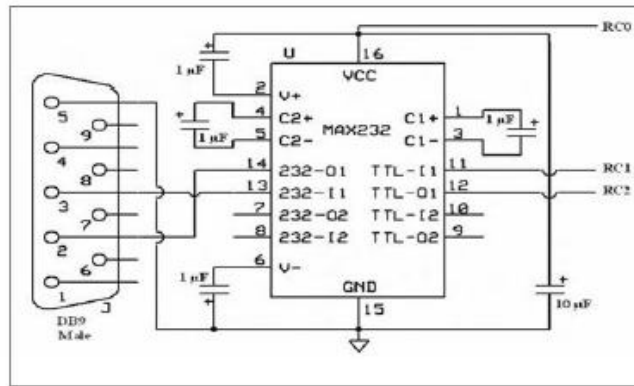 RC0
U
16
VCC
1 µF
2
V+
4
C2+
C1+
1
MAX232
1 µF
5
C2-
C1-
3
1 µF
14
232-O1
TTL-I1
11
RC1
13
232-I1
TTL-O1
12
RC2
7
232-O2
TTL-I2
10
8
232-I2
TTL-O2
9
1 µF
6
V-
GND
15
10 µF
5
9
4
8
3
7
2
6
1
J
DB9
Male